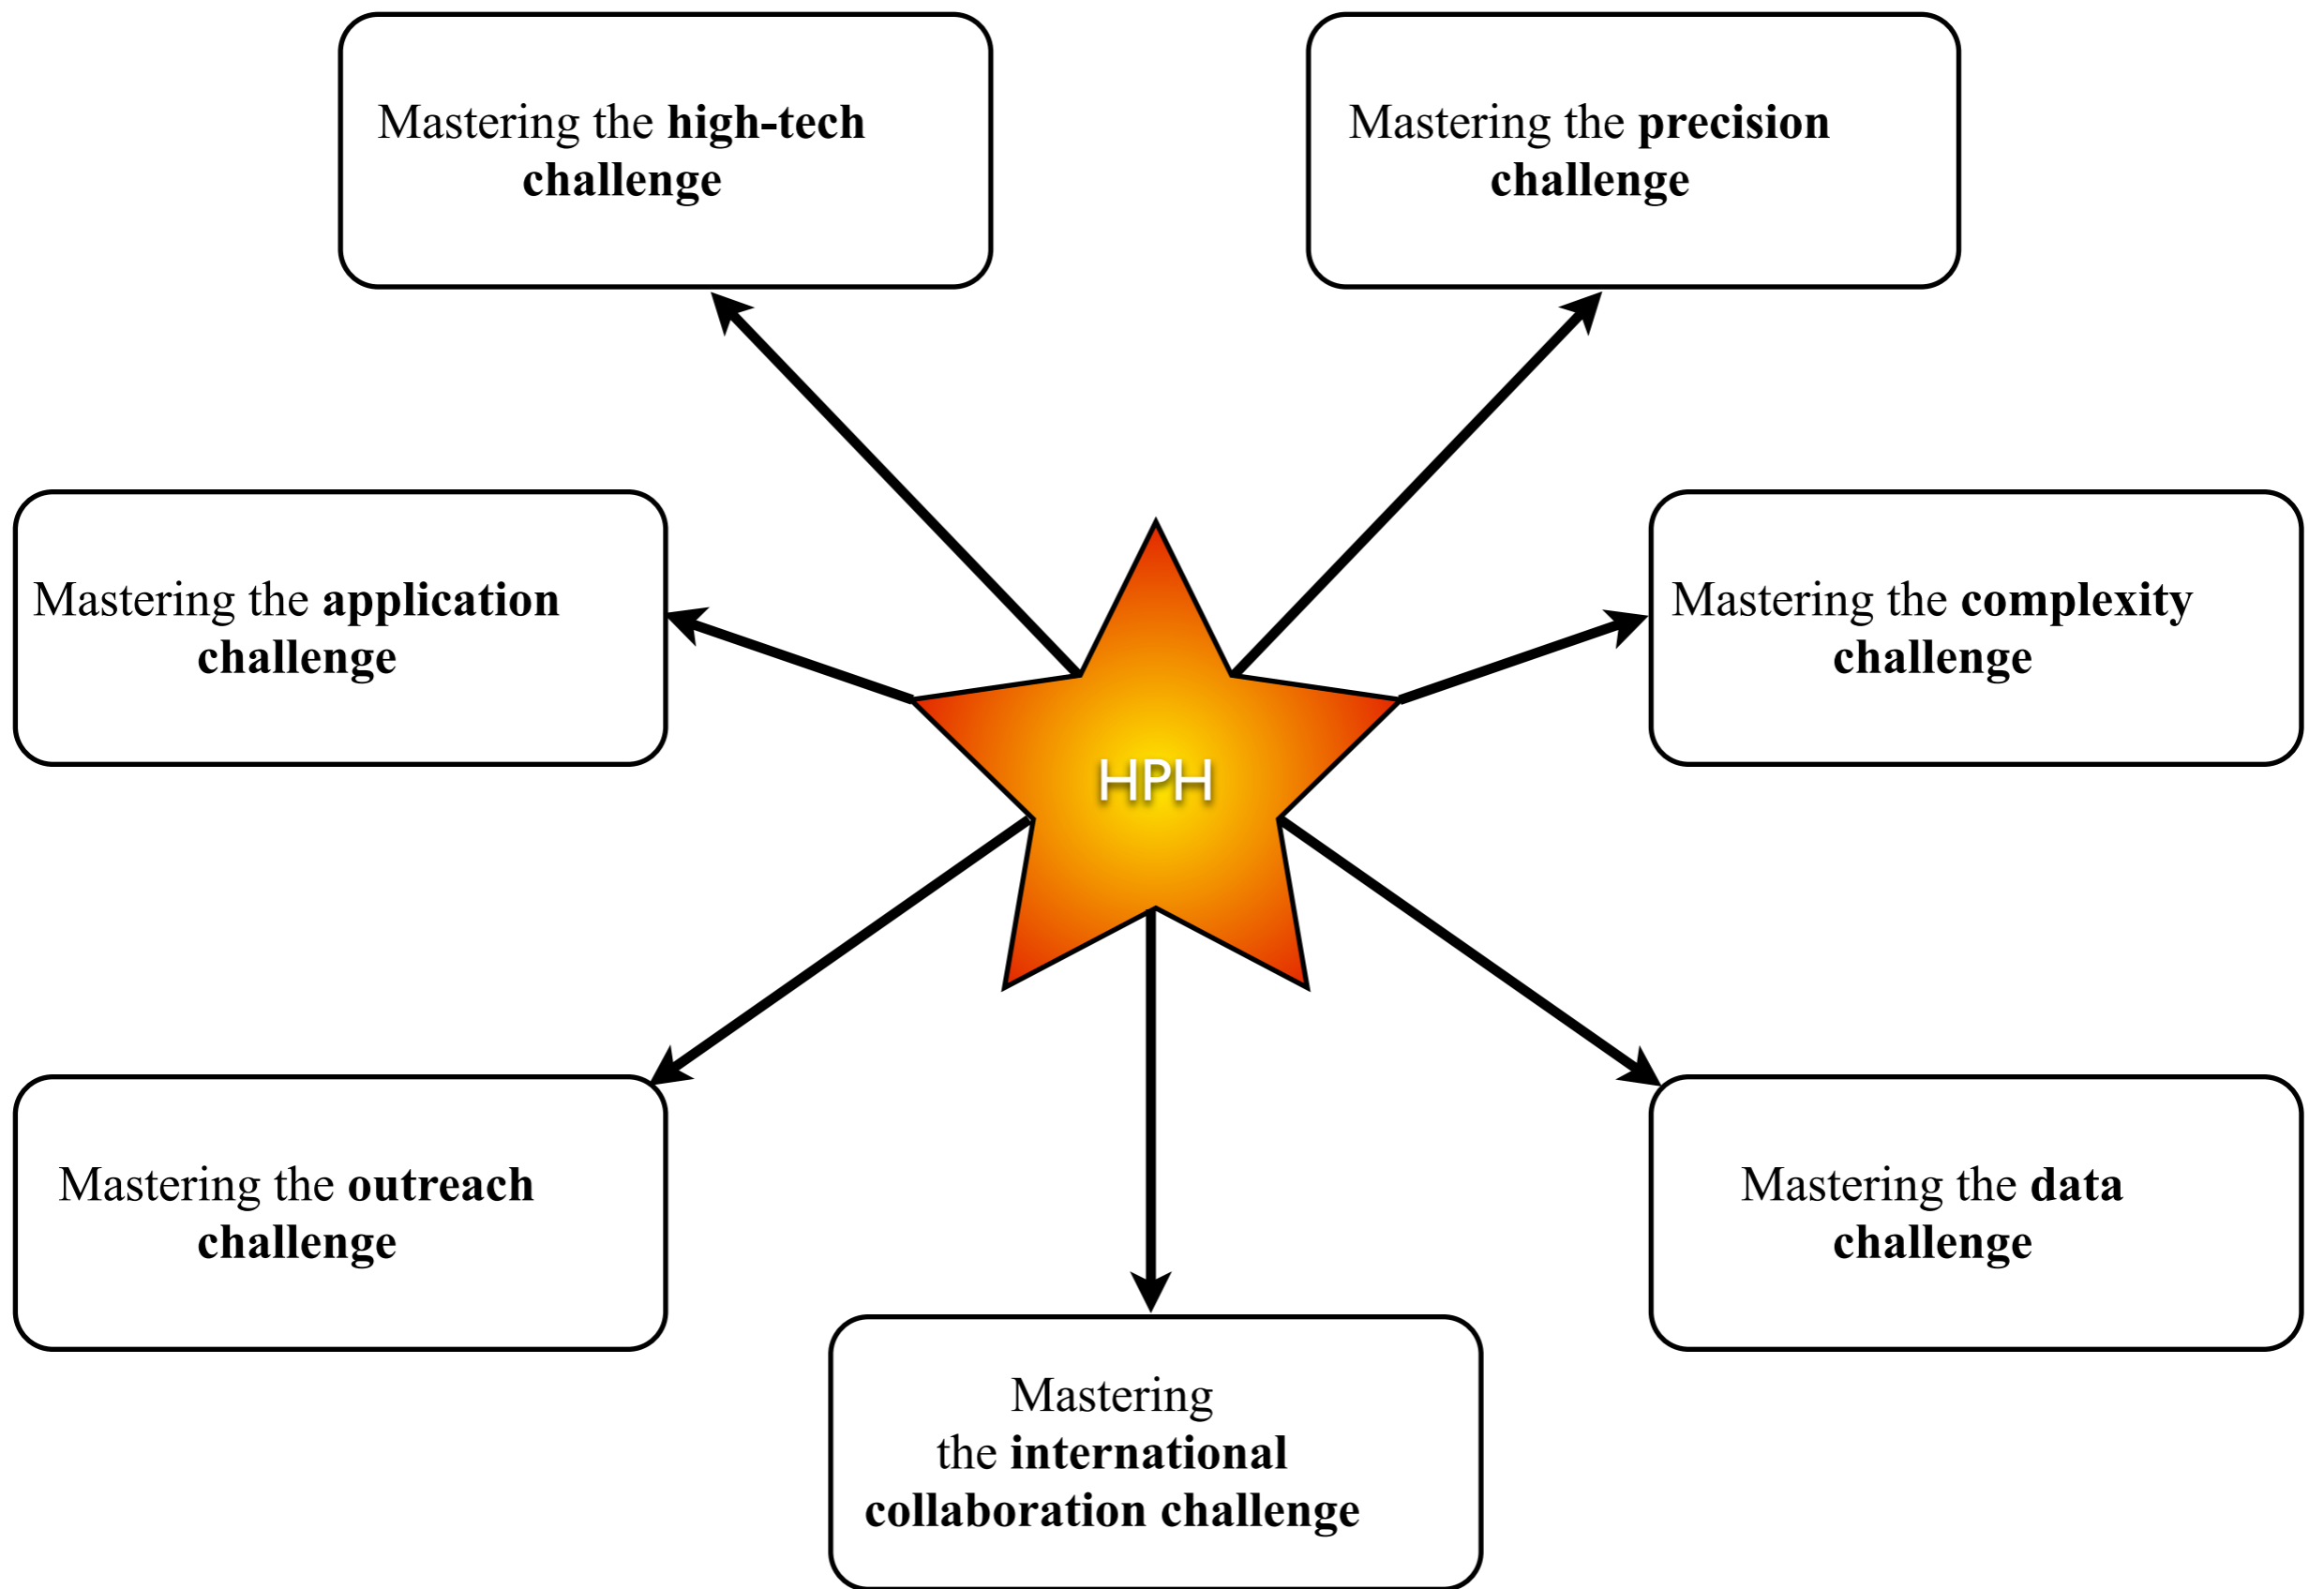 Mastering the high-tech
challenge
Mastering the precision
challenge
Mastering the application
challenge
Mastering the complexity
challenge
HPH
Mastering the outreach
challenge
Mastering the data
challenge
Mastering
the international
collaboration challenge